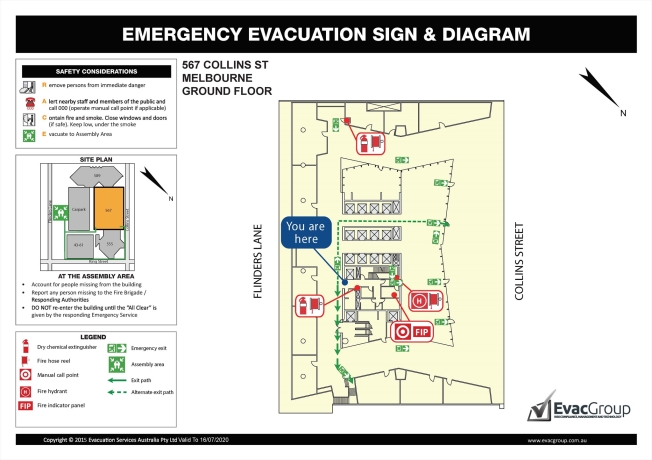 EMERGENCY EVACUATION SIGN & DIAGRAM
567 COLLINS ST
MELBOURNE
GROUND FLOOR
SAFETY CONSIDERATIONS
R emove persons from immediate danger
A lert nearby staff and members of the public and
call 000 (operate manual call point if applicable)
C ontain fire and smoke. Close windows and doors
(if safe). Keep low, under the smoke
E vacuate to Assembly Area
SITE PLAN
N
Carpark
567
King Street
AT THE ASSEMBLY AREA
• Account for people missing from the building
• Report any person missing to the Fire Brigade /
Responding Authorities
• DO NOT re-enter the building until the "All Clear" is
given by the responding Emergency Service
LEGEND
Dry chemical extinguisher
Fire hose reel
Manual call point
Fire hydrant
FIP Fire indicator panel
Emergency exit
Assembly area
Exit path
Alternate exit path
N
FLINDERS LANE
You are
here
H
FIP
COLLINS STREET
EvacGroup
Copyright © 2015 Evacuation Services Australia Pty Ltd Valid To 16/07/2020
www.evacgroup.com.au